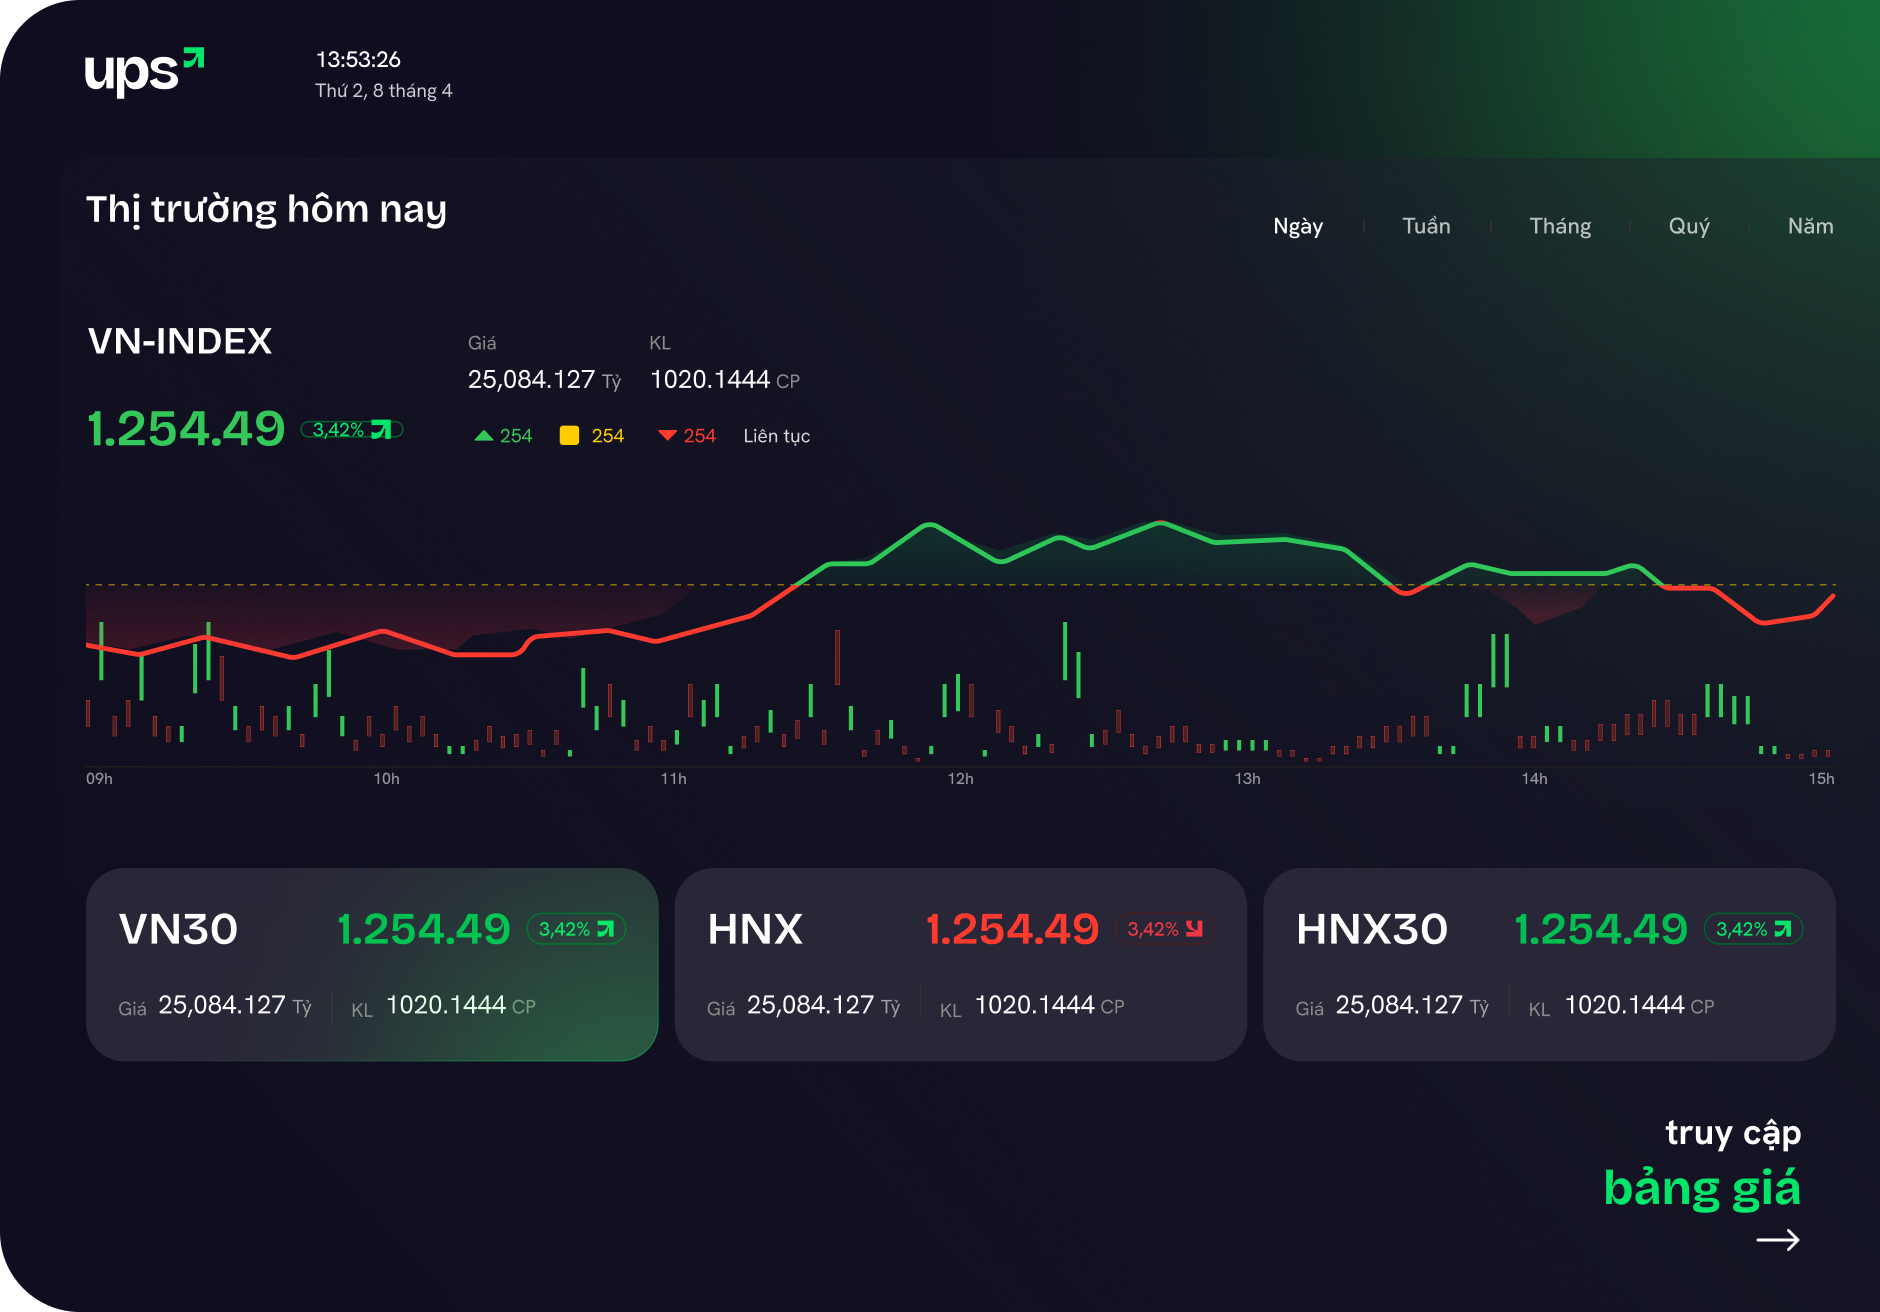 ups
13:53:26
Thứ 2, 8 tháng 4
Thị trường hôm nay
Ngày Tuần Tháng Quý Năm
VN-INDEX
Giá KL
25,084.127 Tỷ 1020.1444 CP
1.254.49 3,42%
254 254 254 Liên tục
09h 10h 11h 12h 13h 14h 15h
VN30 1.254.49 3,42%
Giá 25,084.127 Tỷ KL 1020.1444 CP
HNX 1.254.49 3,42%
Giá 25,084.127 Tỷ KL 1020.1444 CP
HNX30 1.254.49 3,42%
Giá 25,084.127 Tỷ KL 1020.1444 CP
truy cập
bảng giá